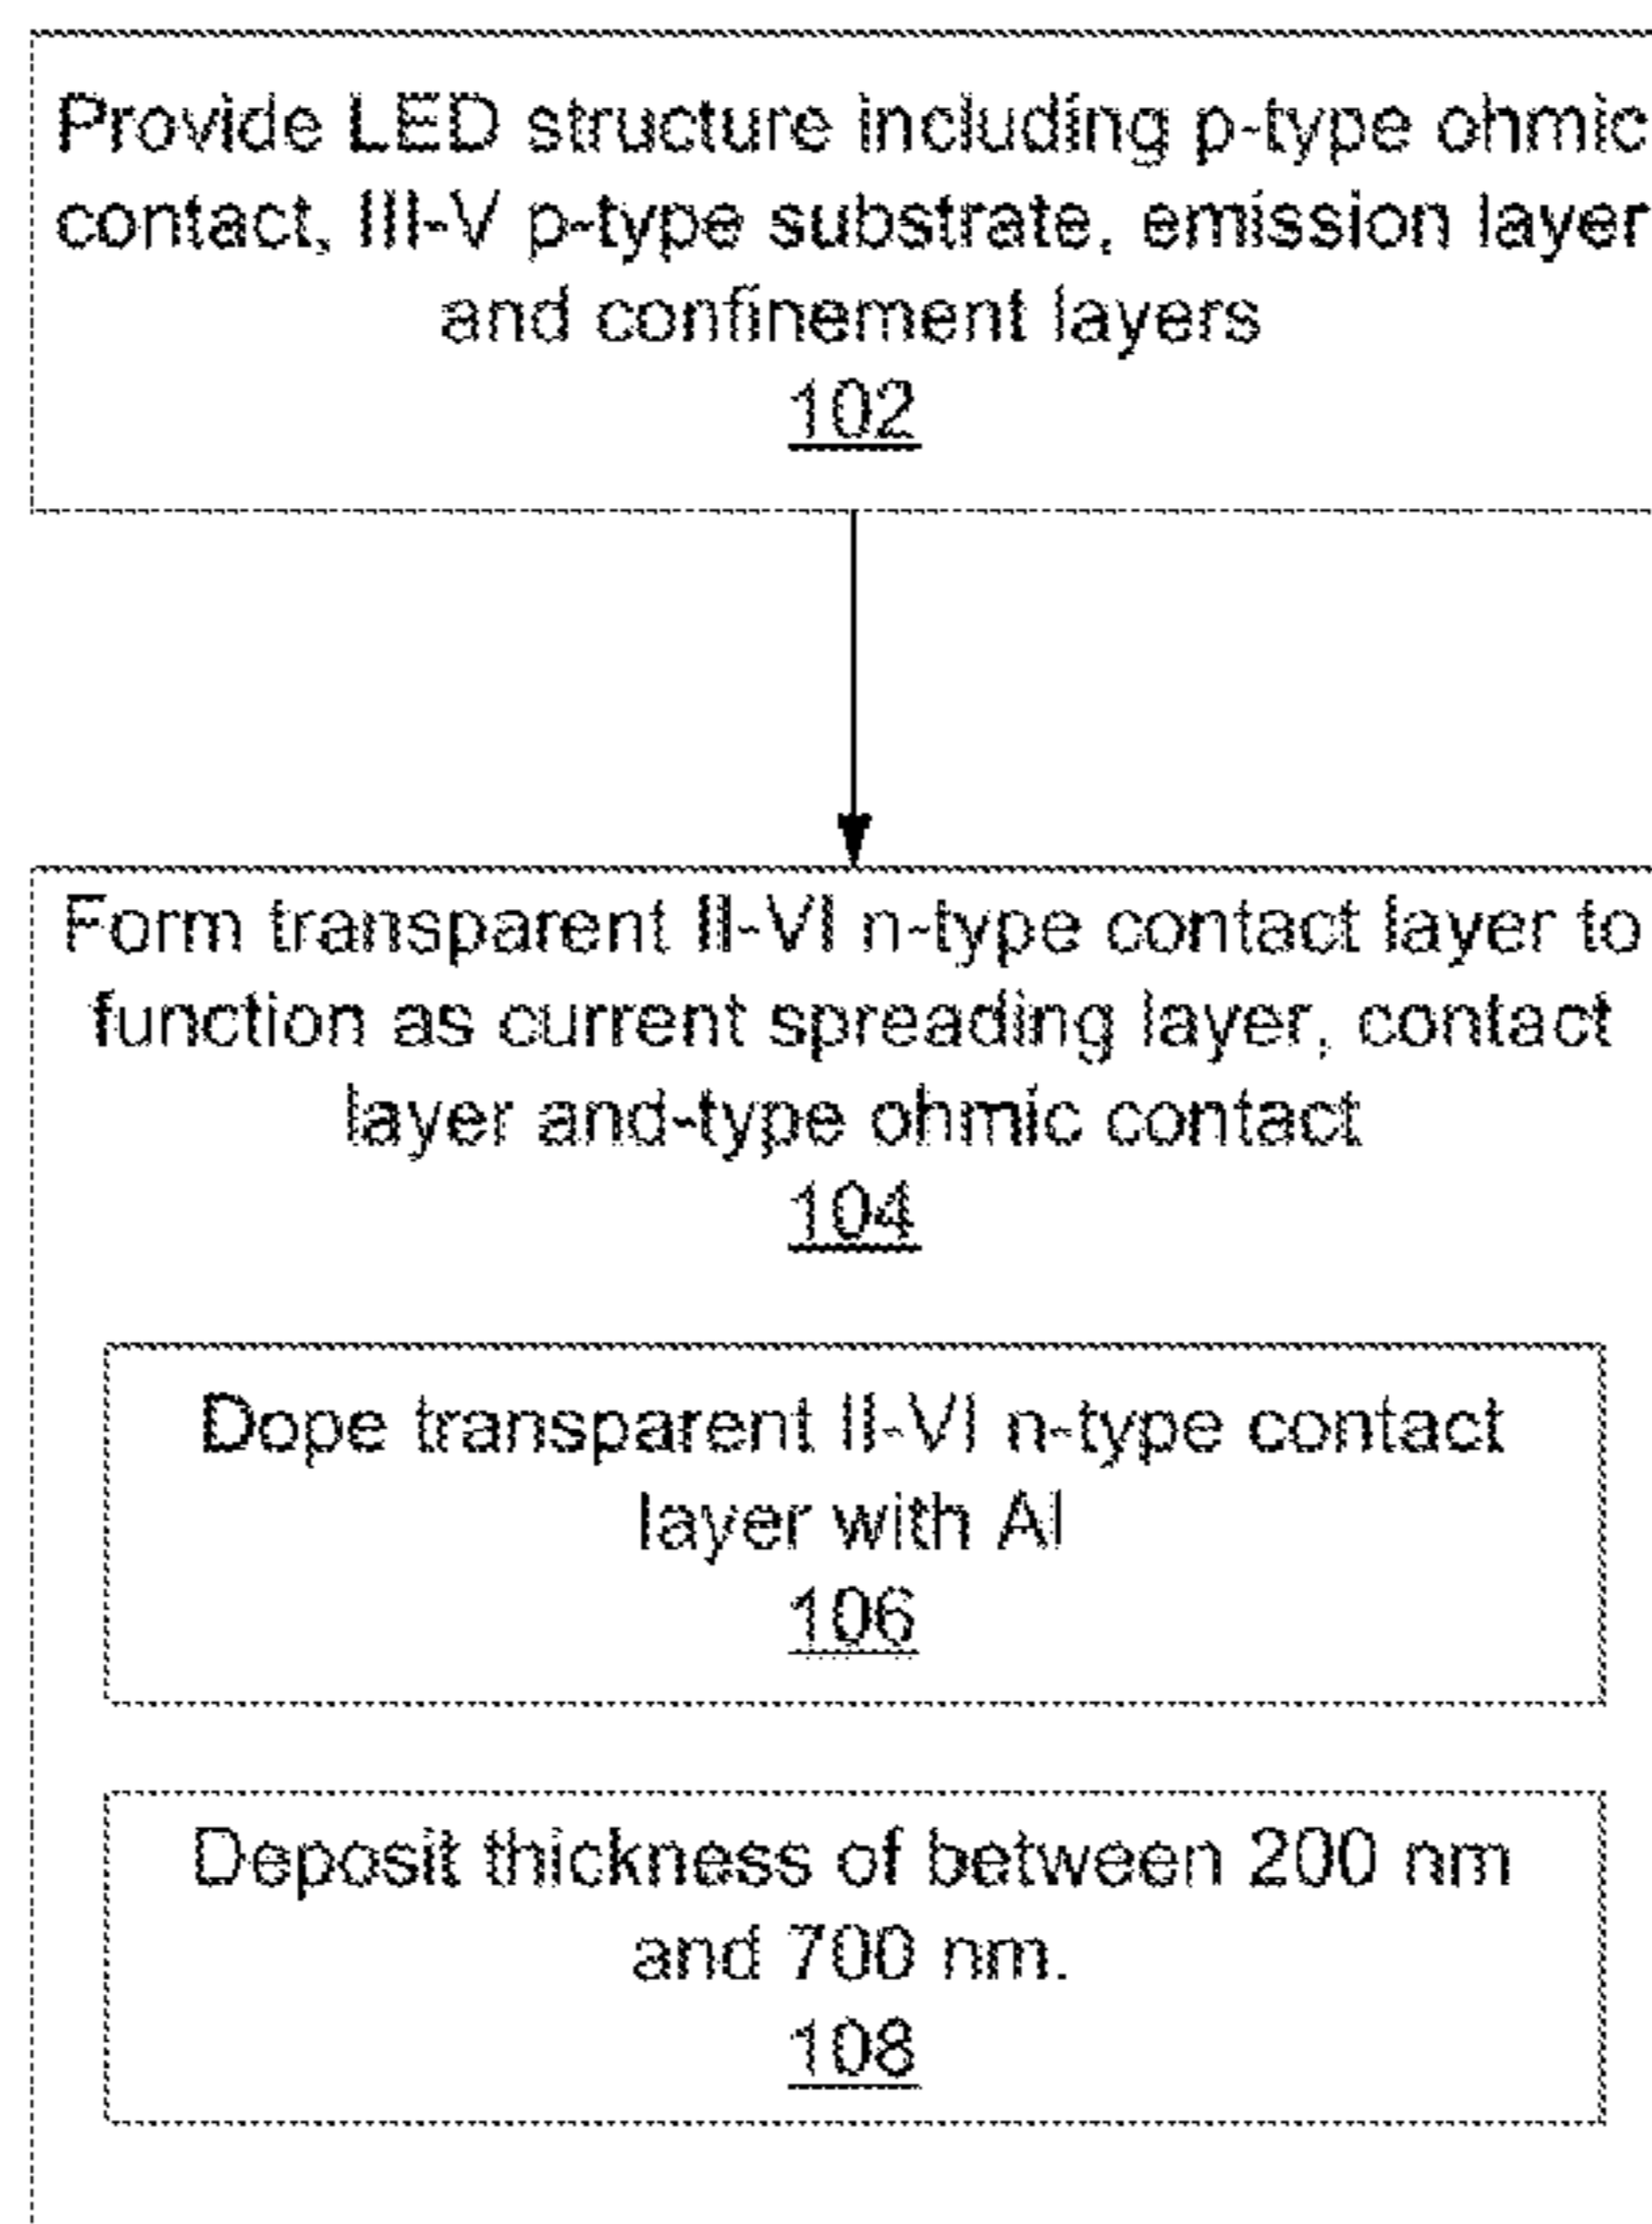 Provide LED structure including p-type ohmic
contact, III-V p-type substrate, emission layer
and confinement layers
102
Form transparent II-VI n-type contact layer to
function as current spreading layer, contact
layer and-type ohmic contact
104
Dope transparent II-VI n-type contact
layer with Al
106
Deposit thickness of between 200 nm
and 700 nm.
108